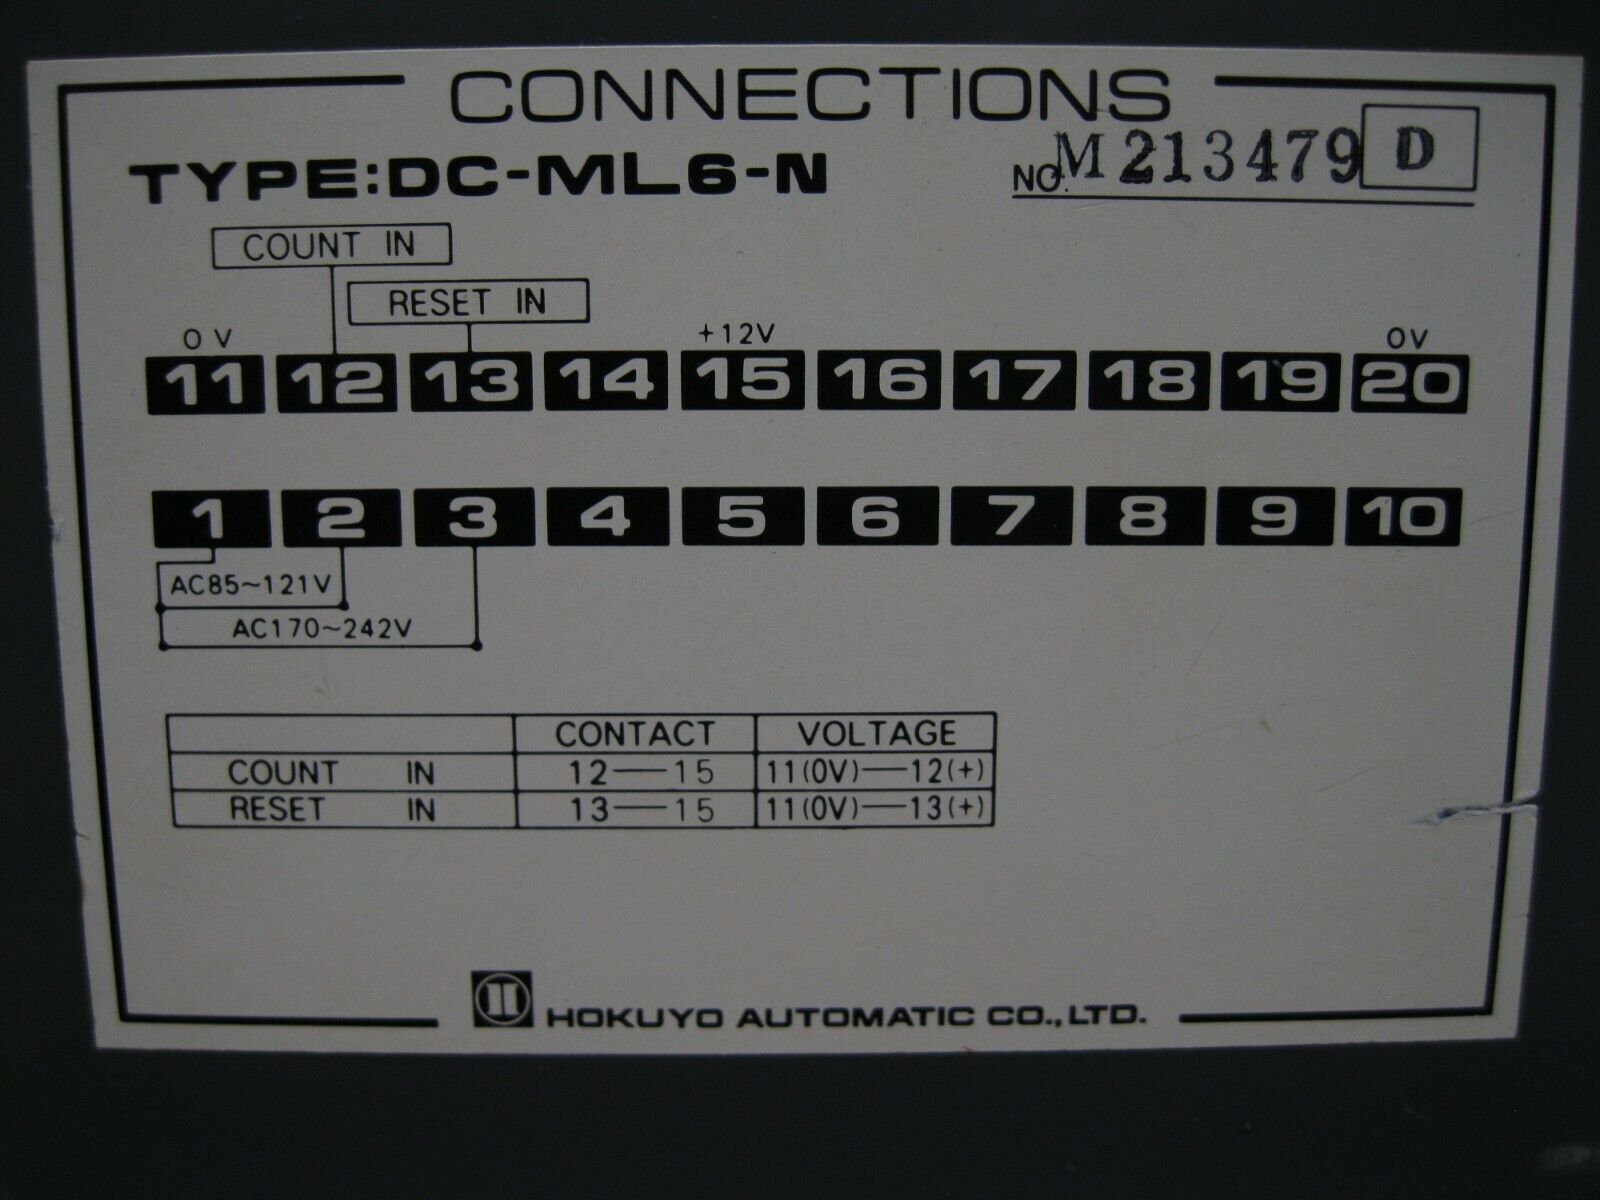 CONNECTIONS
TYPE:DC-ML6-N
NO. M213479 D
COUNT IN
RESET IN
0V +12V 0V
11 12 13 14 15 16 17 18 19 20
1 2 3 4 5 6 7 8 9 10
AC85~121V
AC170~242V
CONTACT VOLTAGE
COUNT IN 12—15 11(0V)—12(+)
RESET IN 13—15 11(0V)—13(+)
HOKUYO AUTOMATIC CO.,LTD.